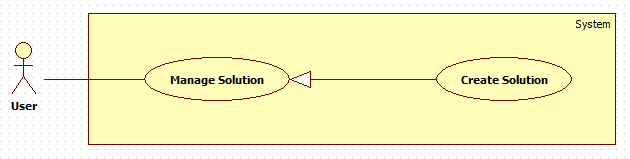 System
Manage Solution
Create Solution
User